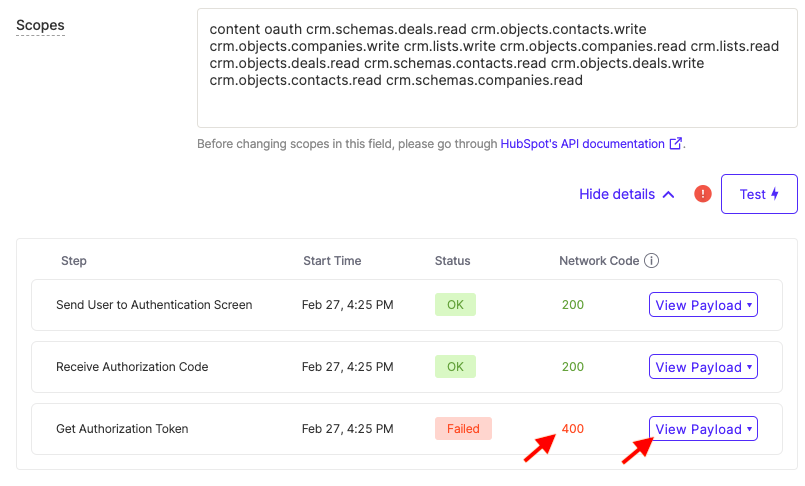 Scopes
content oauth crm.schemas.deals.read crm.objects.contacts.write
crm.objects.companies.write crm.lists.write crm.objects.companies.read crm.lists.read
crm.objects.deals.read crm.schemas.contacts.read crm.objects.deals.write
crm.objects.contacts.read crm.schemas.companies.read
Before changing scopes in this field, please go through HubSpot's API documentation.
Hide details ! Test
Step Start Time Status Network Code i
Send User to Authentication Screen Feb 27, 4:25 PM OK 200 View Payload
Receive Authorization Code Feb 27, 4:25 PM OK 200 View Payload
Get Authorization Token Feb 27, 4:25 PM Failed 400 View Payload